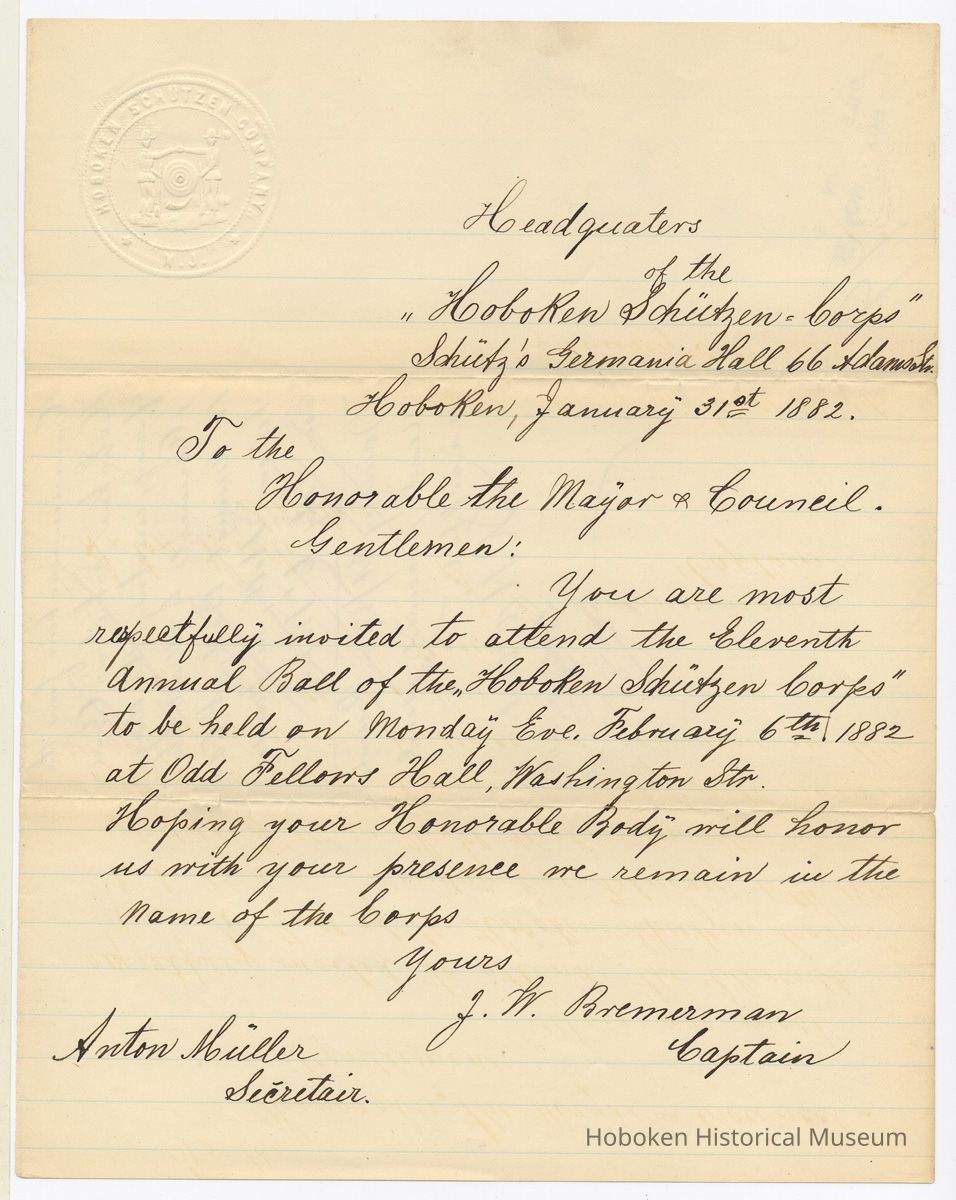 HOBOKEN SCHÜTZEN COMPANY.
* N.J. *
Headquaters
of the
„Hoboken Schützen=Corps"
Schütz's Germania Hall 66 Adams Str.
Hoboken, January 31st 1882.
To the
Honorable the Mayor & Council.
Gentlemen:
You are most
repectfully invited to attend the Eleventh
Annual Ball of the „Hoboken Schützen Corps"
to be held on Monday Eve. February 6th 1882
at Odd Fellows Hall, Washington Str.
Hoping your Honorable Body will honor
us with your presence we remain in the
name of the Corps
Yours
J. W. Bremerman
Captain
Anton Müller
Secretair.
Hoboken Historical Museum